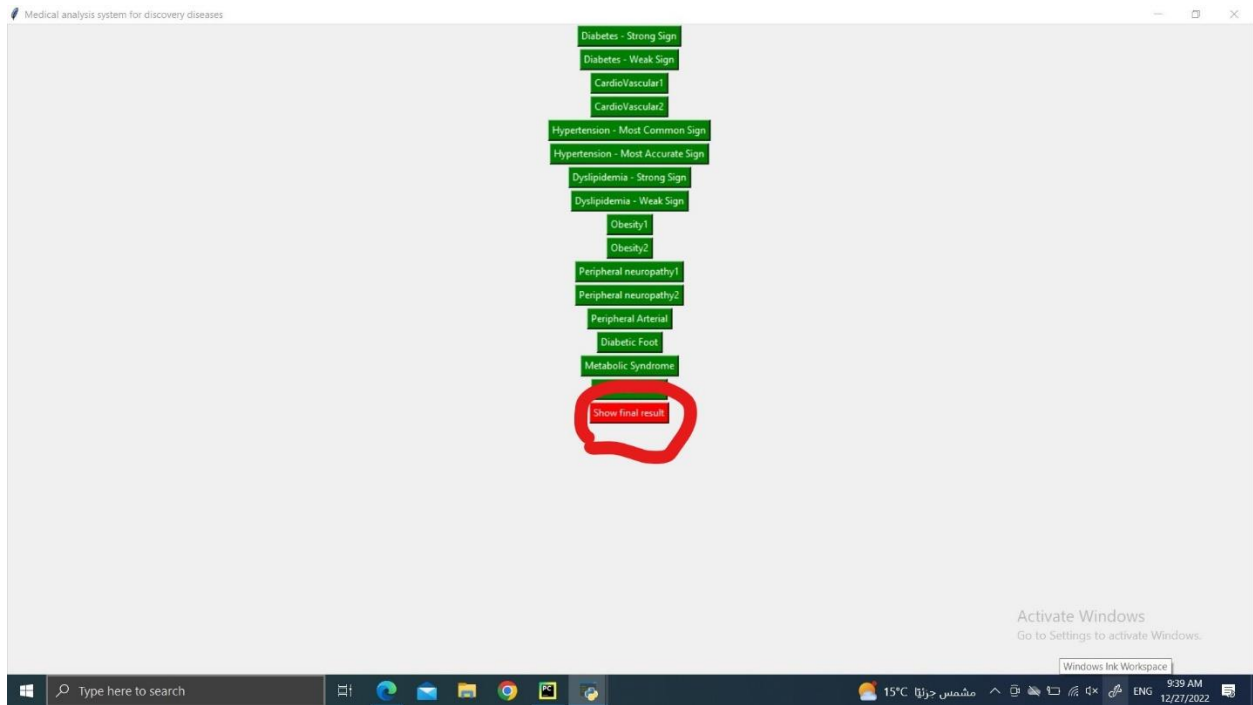 Medical analysis system for discovery diseases
Diabetes - Strong Sign
Diabetes - Weak Sign
CardioVascular1
CardioVascular2
Hypertension - Most Common Sign
Hypertension - Most Accurate Sign
Dyslipidemia - Strong Sign
Dyslipidemia - Weak Sign
Obesity1
Obesity2
Peripheral neuropathy1
Peripheral neuropathy2
Peripheral Arterial
Diabetic Foot
Metabolic Syndrome
Show final result
Activate Windows
Go to Settings to activate Windows.
Windows Ink Workspace
Type here to search
PC
15°C مشمس جزئيًا
ENG
9:39 AM
12/27/2022